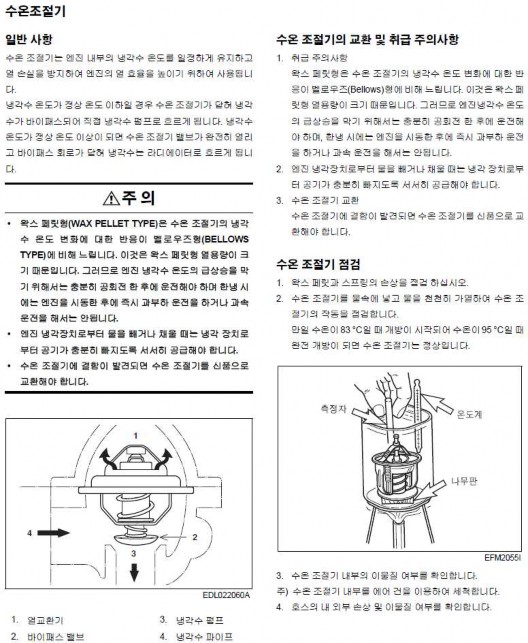 수온조절기
일반 사항
수온 조절기는 엔진 내부의 냉각수 온도를 일정하게 유지하고
열 손실을 방지하여 엔진의 열 효율을 높이기 위하여 사용됩니
다.
냉각수 온도가 정상 온도 이하일 경우 수온 조절기가 닫혀 냉각
수가 바이패스되어 직접 냉각수 펌프로 흐르게 됩니다. 냉각수
온도가 정상 온도 이상이 되면 수온 조절기 밸브가 완전히 열리
고 바이패스 회로가 닫혀 냉각수는 라디에이터로 흐르게 됩니
다.
주 의
• 왁스 페릿형(WAX PELLET TYPE)은 수온 조절기의 냉각
수 온도 변화에 대한 반응이 벨로우즈형(BELLOWS
TYPE)에 비해 느립니다. 이것은 왁스 페릿형 열용량이 크
기 때문입니다. 그러므로 엔진 냉각수 온도의 급상승을 막
기 위해서는 충분히 공회전 한 후에 운전해야 하며 한냉 시
에는 엔진을 시동한 후에 즉시 과부하 운전을 하거나 과속
운전을 해서는 안됩니다.
• 엔진 냉각장치로부터 물을 빼거나 채울 때는 냉각 장치로
부터 공기가 충분히 빠지도록 서서히 공급해야 합니다.
• 수온 조절기에 결함이 발견되면 수온 조절기를 신품으로
교환해야 합니다.
1
2
3
4
EDL022060A
1. 열교환기
2. 바이패스 밸브
3. 냉각수 펌프
4. 냉각수 파이프
수온 조절기의 교환 및 취급 주의사항
1. 취급 주의사항
왁스 페릿형은 수온 조절기의 냉각수 온도 변화에 대한 반
응이 벨로우즈(Bellows)형에 비해 느립니다. 이것은 왁스 페
릿형 열용량이 크기 때문입니다. 그러므로 엔진냉각수 온도
의 급상승을 막기 위해서는 충분히 공회전 한 후에 운전해
야 하며, 한냉 시에는 엔진을 시동한 후에 즉시 과부하 운전
을 하거나 과속 운전을 해서는 안됩니다.
2. 엔진 냉각장치로부터 물을 빼거나 채울 때는 냉각 장치로부
터 공기가 충분히 빠지도록 서서히 공급해야 합니다.
3. 수온 조절기 교환
수온 조절기에 결함이 발견되면 수온 조절기를 신품으로 교
환해야 합니다.
수온 조절기 점검
1. 왁스 페릿과 스프링의 손상을 점검 하십시오.
2. 수온 조절기를 물속에 넣고 물을 천천히 가열하여 수온 조
절기의 작동을 점검합니다.
만일 수온이 83 °C일 때 개방이 시작되어 수온이 95 °C일 때
완전 개방이 되면 수온 조절기는 정상입니다.
측정자
온도계
나무판
EFM2055I
3. 수온 조절기 내부의 이물질 여부를 확인합니다.
주) 수온 조절기 내부를 에어 건을 이용하여 세척합니다.
4. 호스의 내 외부 손상 및 이물질 여부를 확인합니다.